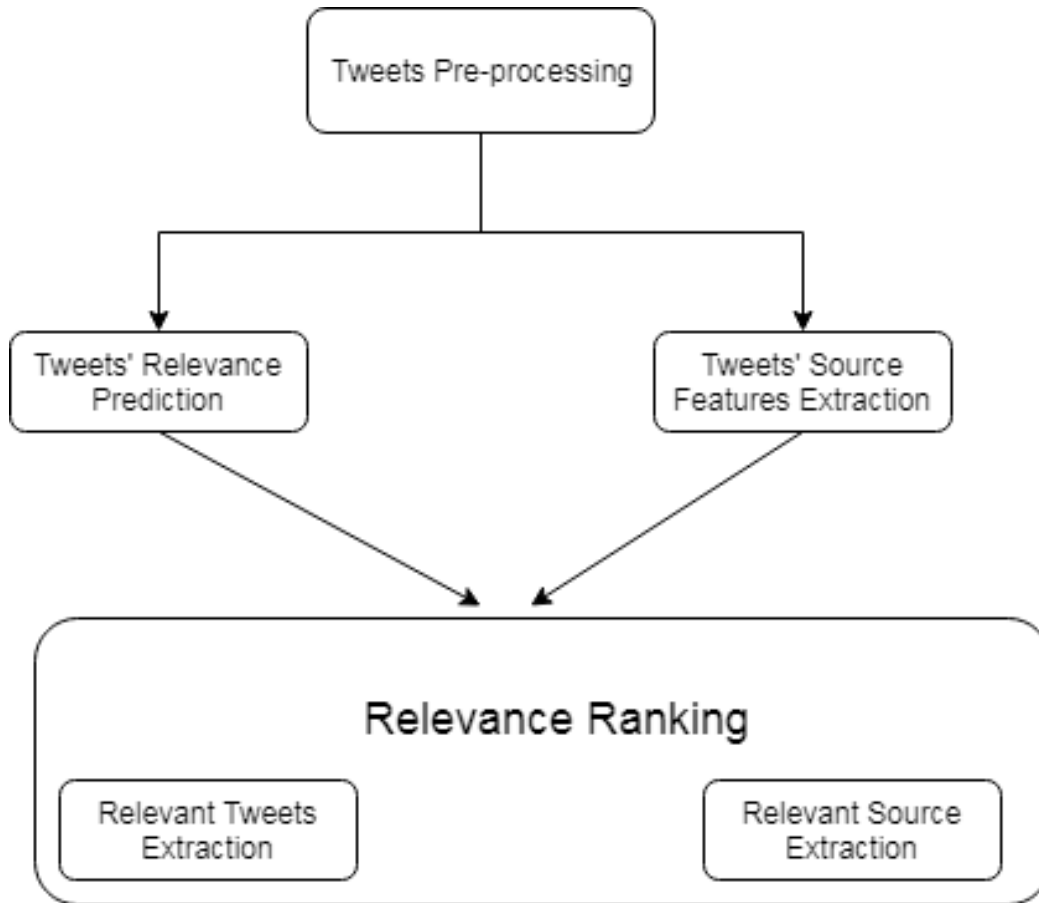 Tweets Pre-processing
Tweets' Relevance
Prediction
Tweets' Source
Features Extraction
Relevance Ranking
Relevant Tweets
Extraction
Relevant Source
Extraction